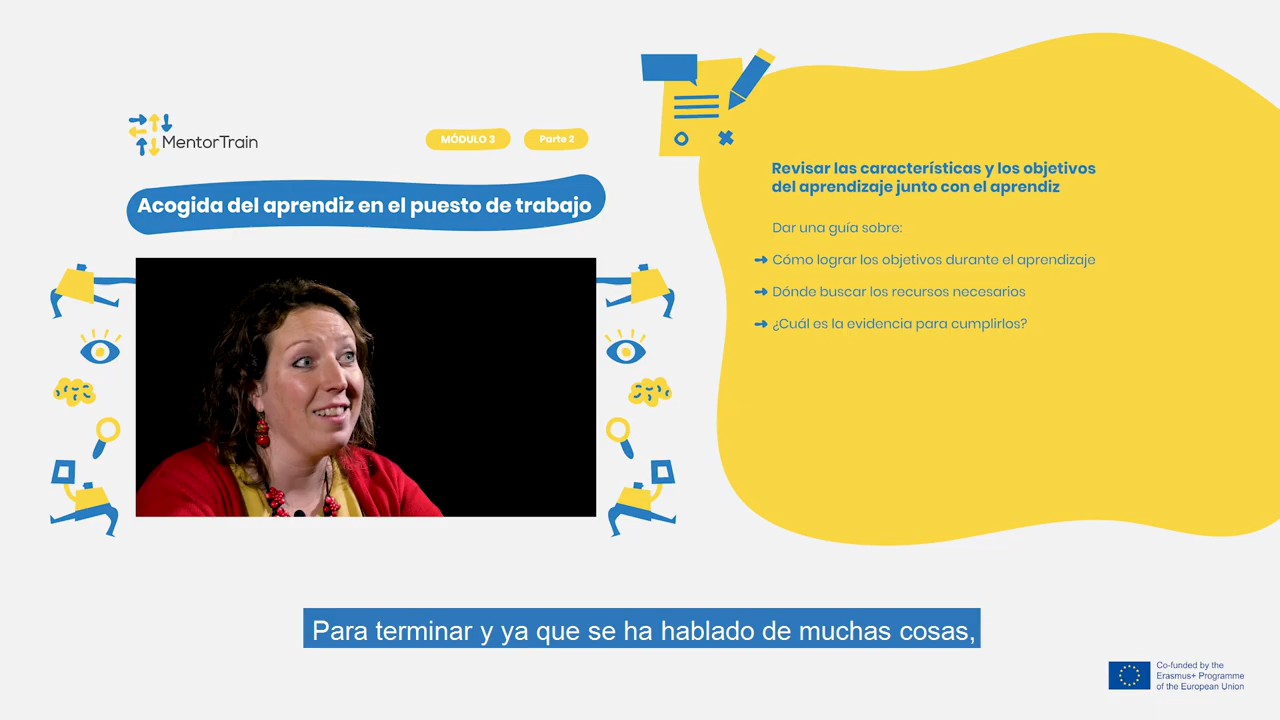 MentorTrain
MÓDULO 3
Parte 2
Acogida del aprendiz en el puesto de trabajo
Revisar las características y los objetivos
del aprendizaje junto con el aprendiz
Dar una guía sobre:
Cómo lograr los objetivos durante el aprendizaje
Dónde buscar los recursos necesarios
¿Cuál es la evidencia para cumplirlos?
Para terminar y ya que se ha hablado de muchas cosas,
Co-funded by the
Erasmus+ Programme
of the European Union